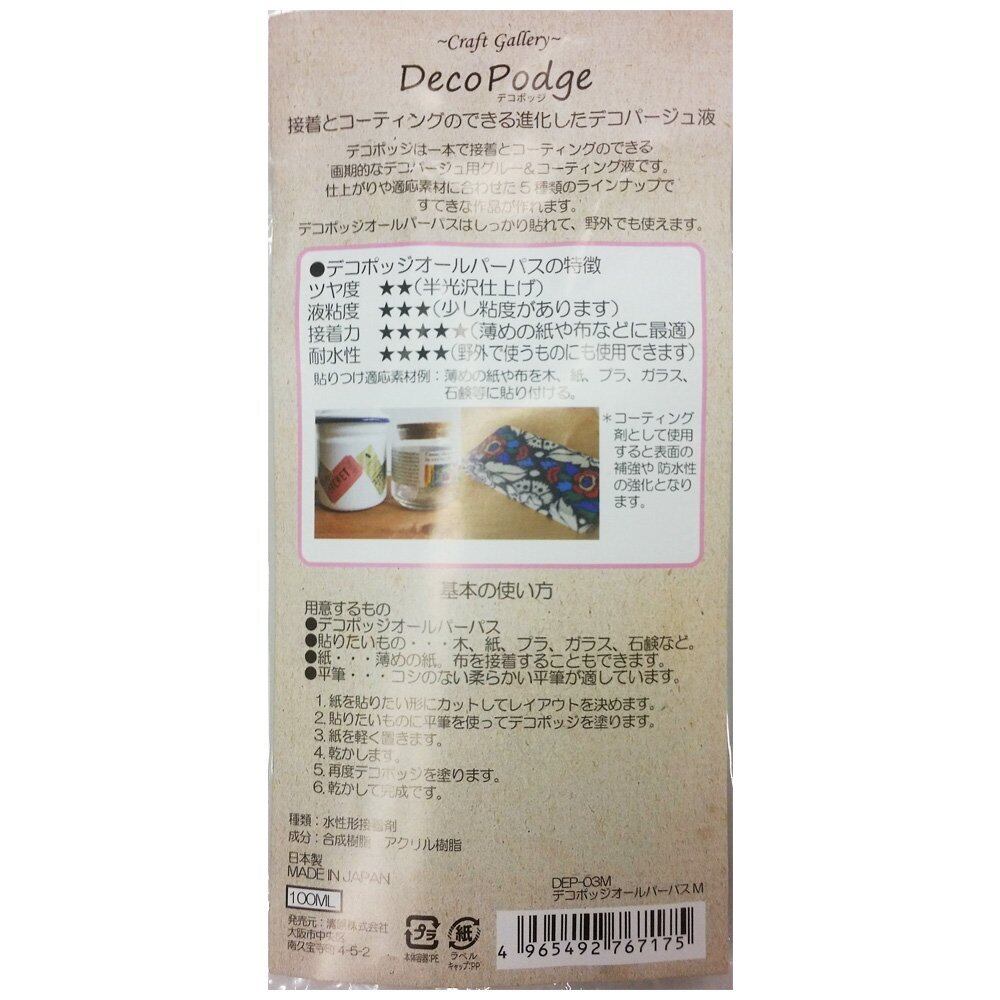 ~Craft Gallery~
DecoPodge
デコポッジ
接着とコーティングのできる進化したデコパージュ液
デコポッジは一本で接着とコーティングのできる
画期的なデコパージュ用グルー&コーティング液です。
仕上がりや適応素材に合わせた5種類のラインナップで
すてきな作品が作れます。
デコポッジオールパーパスはしっかり貼れて、野外でも使えます。
●デコポッジオールパーパスの特徴
ツヤ度 ★★(半光沢仕上げ)
液粘度 ★★★(少し粘度があります)
接着力 ★★★★★(薄めの紙や布などに最適)
耐水性 ★★★★(野外で使うものにも使用できます)
貼りつけ適応素材例:薄めの紙や布を木、紙、プラ、ガラス、
石鹸等に貼り付ける。
*コーティング
剤として使用
すると表面の
補強や 防水性
の強化となり
ます。
基本の使い方
用意するもの
●デコポッジオールパーパス
●貼りたいもの・・・木、紙、プラ、ガラス、石鹸など。
●紙・・・薄めの紙。布を接着することもできます。
●平筆・・・コシのない柔らかい平筆が適しています。
1. 紙を貼りたい形にカットしてレイアウトを決めます。
2. 貼りたいものに平筆を使ってデコポッジを塗ります。
3. 紙を軽く置きます。
4. 乾かします。
5. 再度デコポッジを塗ります。
6. 乾かして完成です。
種類:水性形接着剤
成分:合成樹脂 アクリル樹脂
日本製
MADE IN JAPAN
100ML
DEP-03M
デコポッジオールパーパス M
発売元:濱田株式会社
大阪市中央区
南久宝寺町 4-5-2
プラ
本体容器:PE
紙
ラベル
キャップ:PP
4 965492 767175